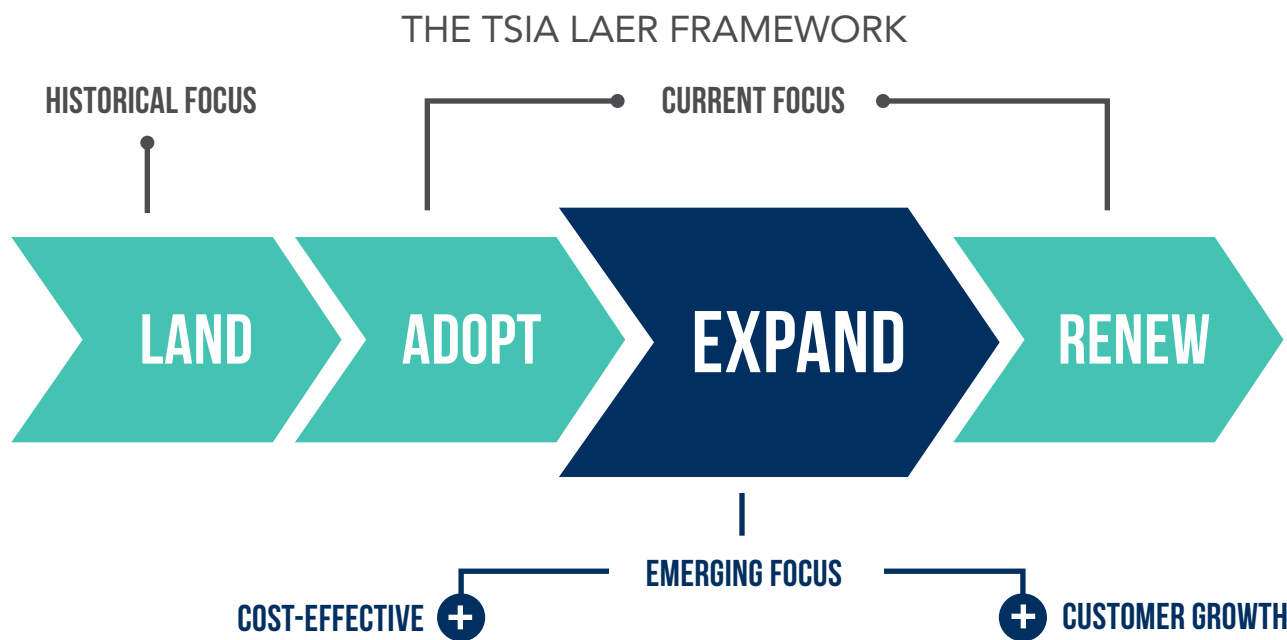 THE TSIA LAER FRAMEWORK
HISTORICAL FOCUS
CURRENT FOCUS
LAND
ADOPT
EXPAND
RENEW
EMERGING FOCUS
COST-EFFECTIVE +
+ CUSTOMER GROWTH